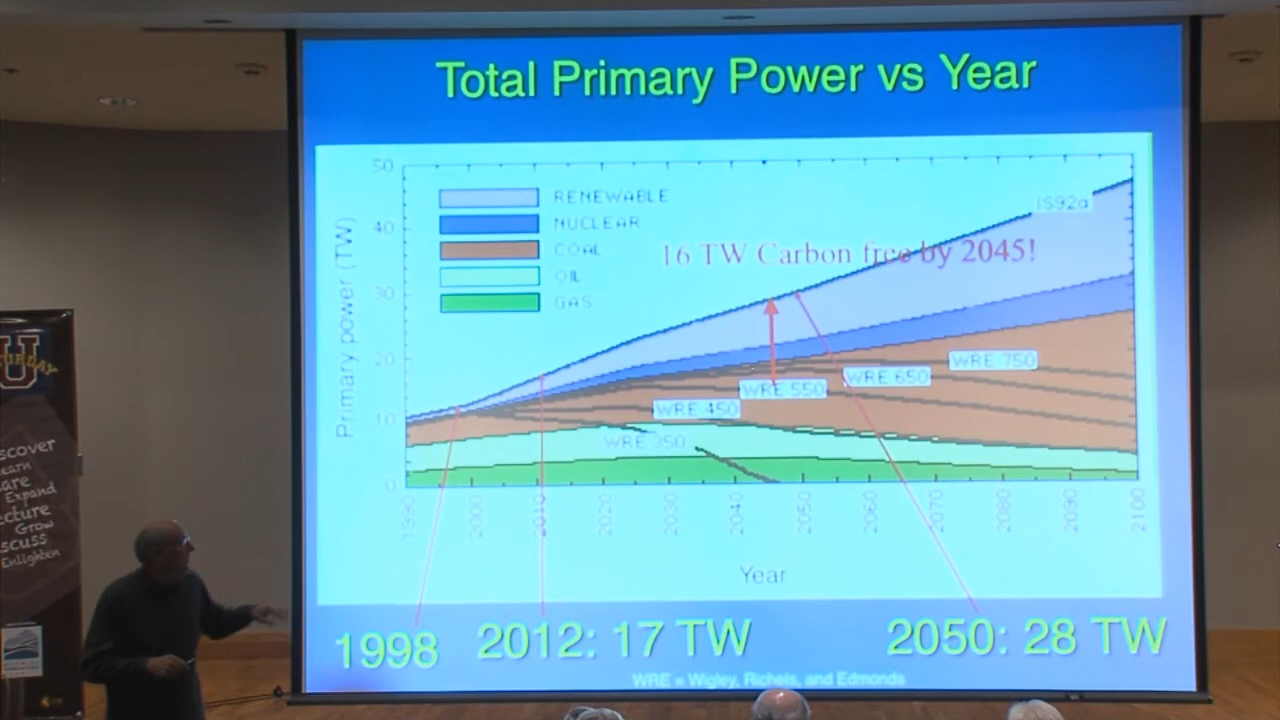 Total Primary Power vs Year
50
40
30
20
10
0
Primary power (TW)
RENEWABLE
NUCLEAR
COAL
OIL
GAS
16 TW Carbon free by 2045!
IS92a
WRE 750
WRE 650
WRE 550
WRE 450
WRE 350
1990
2000
2010
2020
2030
2040
2050
2060
2070
2080
2090
2100
Year
1998
2012: 17 TW
2050: 28 TW
WRE = Wigley, Richels, and Edmonds
U
Expand
Grow
Enlighten